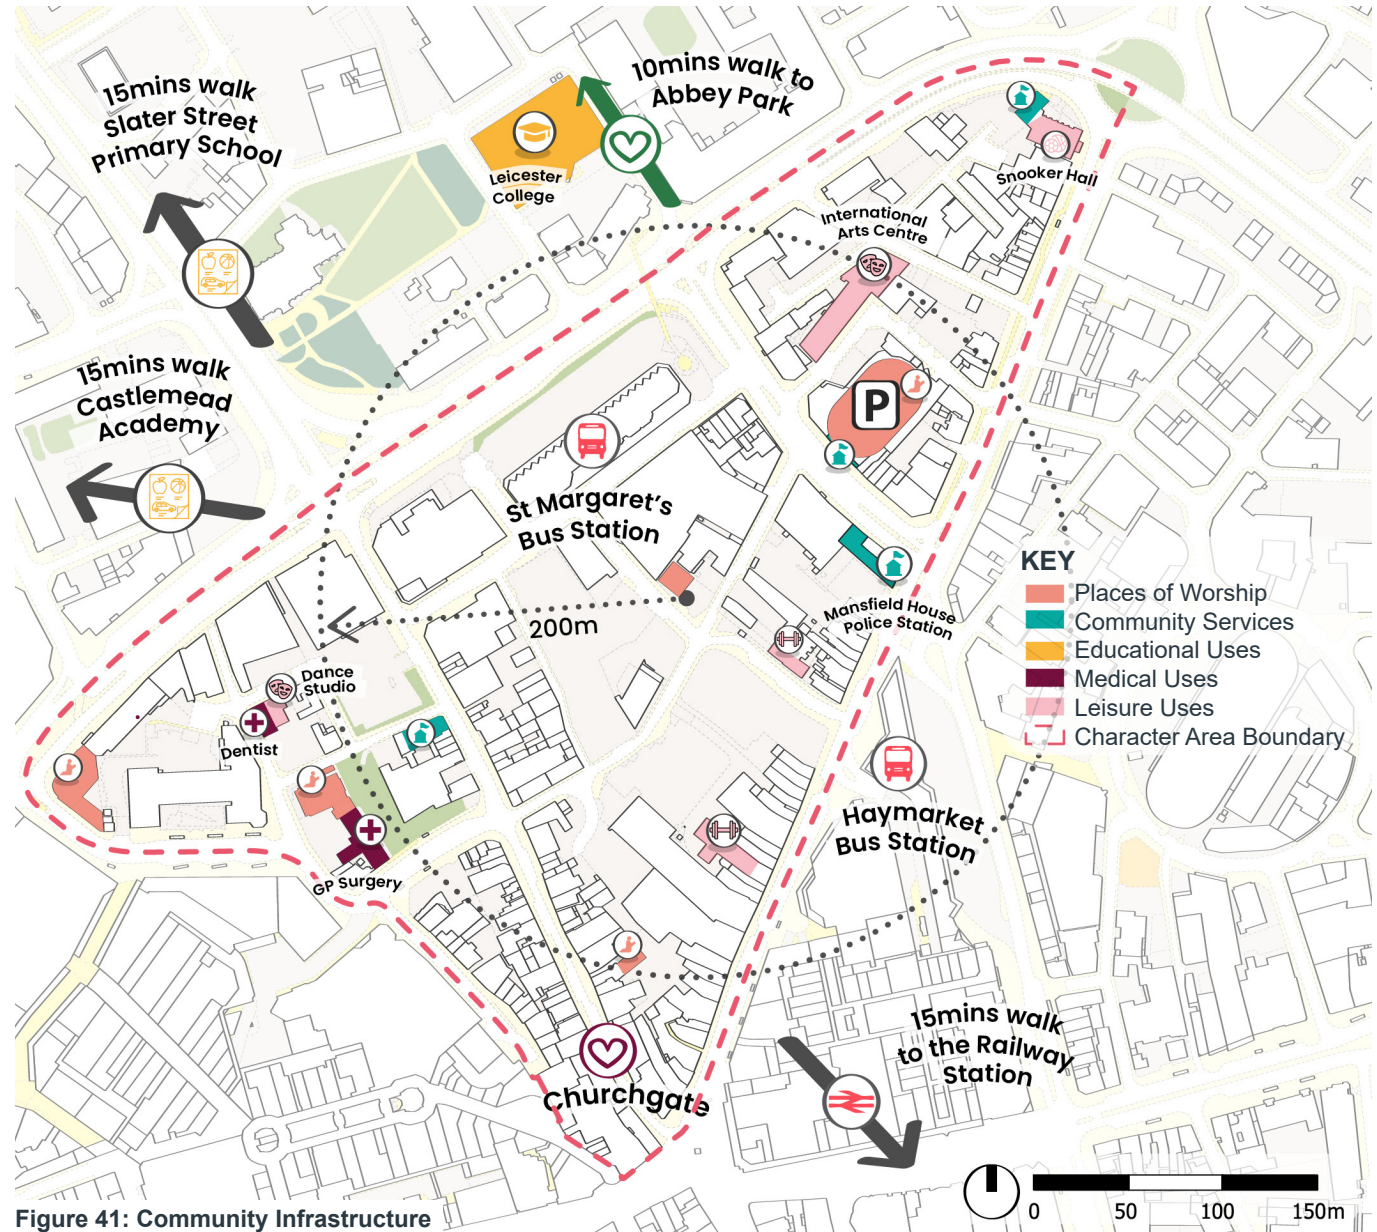 15mins walk
Slater Street
Primary School
10mins walk to
Abbey Park
Leicester
College
Snooker Hall
International
Arts Centre
15mins walk
Castlemead
Academy
P
St Margaret's
Bus Station
200m
Mansfield House
Police Station
KEY
Places of Worship
Community Services
Educational Uses
Medical Uses
Leisure Uses
Character Area Boundary
Dance
Studio
Dentist
GP Surgery
Haymarket
Bus Station
Churchgate
15mins walk
to the Railway
Station
0 50 100 150m
Figure 41: Community Infrastructure